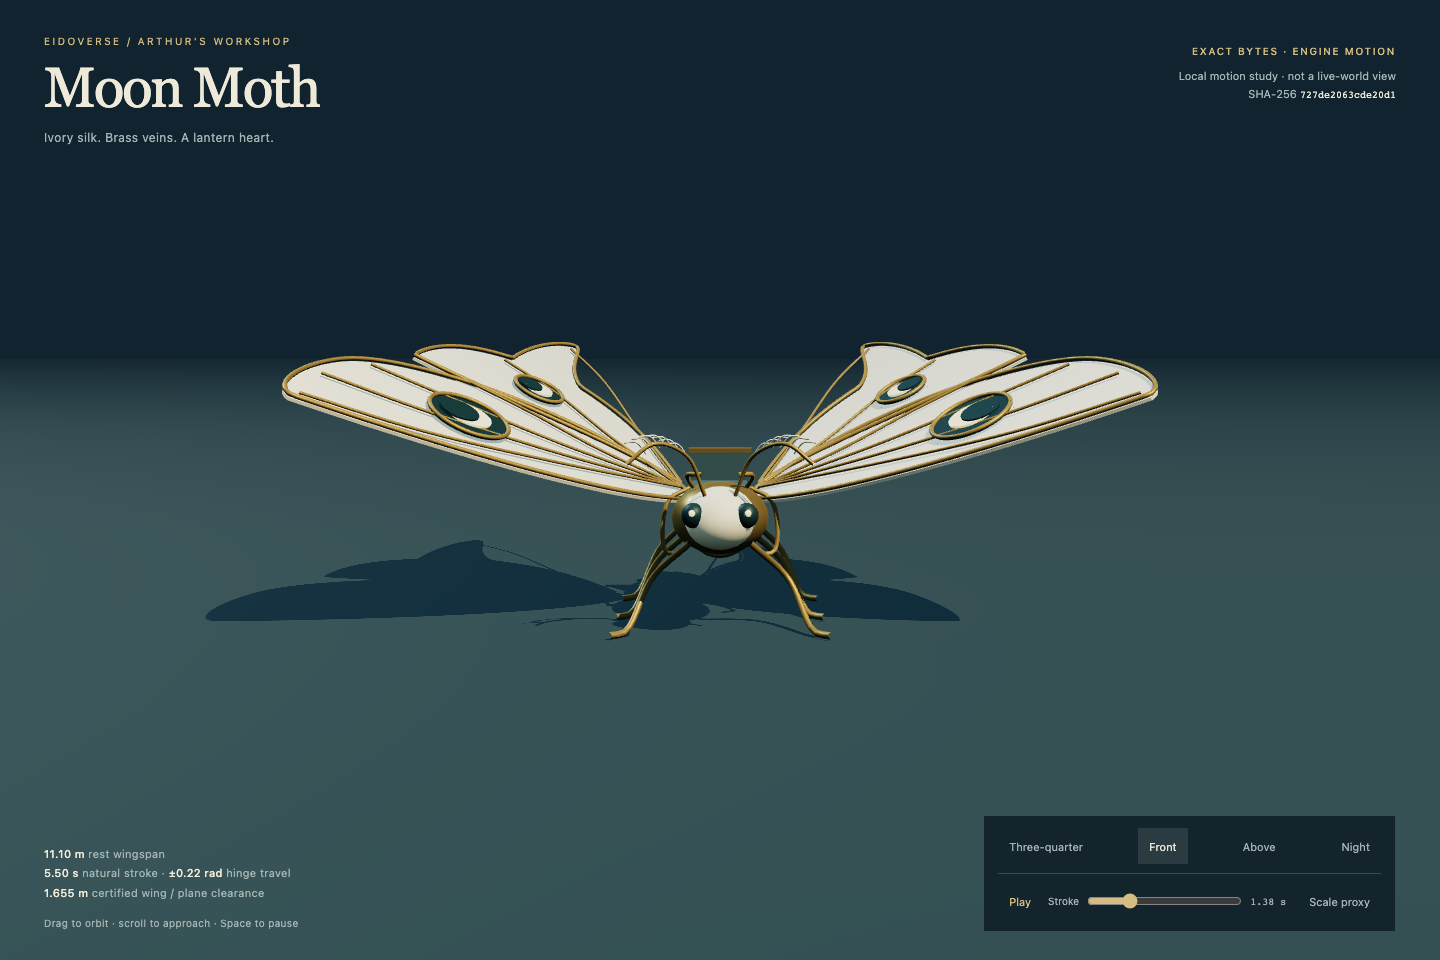 EIDOVERSE / ARTHUR'S WORKSHOP
Moon Moth
Ivory silk. Brass veins. A lantern heart.
EXACT BYTES · ENGINE MOTION
Local motion study · not a live-world view
SHA-256 727de2063cde20d1
11.10 m rest wingspan
5.50 s natural stroke · ±0.22 rad hinge travel
1.655 m certified wing / plane clearance
Drag to orbit · scroll to approach · Space to pause
Three-quarter Front Above Night
Play Stroke 1.38 s Scale proxy